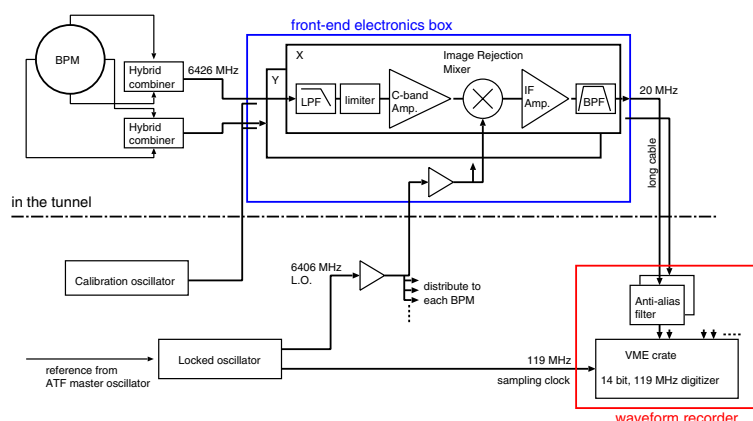 front-end electronics box
BPM
Hybrid
combiner
6426 MHz
X
Y
Image Rejection
Mixer
LPF
limiter
C-band
Amp.
IF
Amp.
BPF
20 MHz
Hybrid
combiner
long cable
in the tunnel
Calibration oscillator
6406 MHz
L.O.
distribute to
each BPM
Anti-alias
filter
reference from
ATF master oscillator
Locked oscillator
119 MHz
sampling clock
VME crate
14 bit, 119 MHz digitizer
waveform recorder